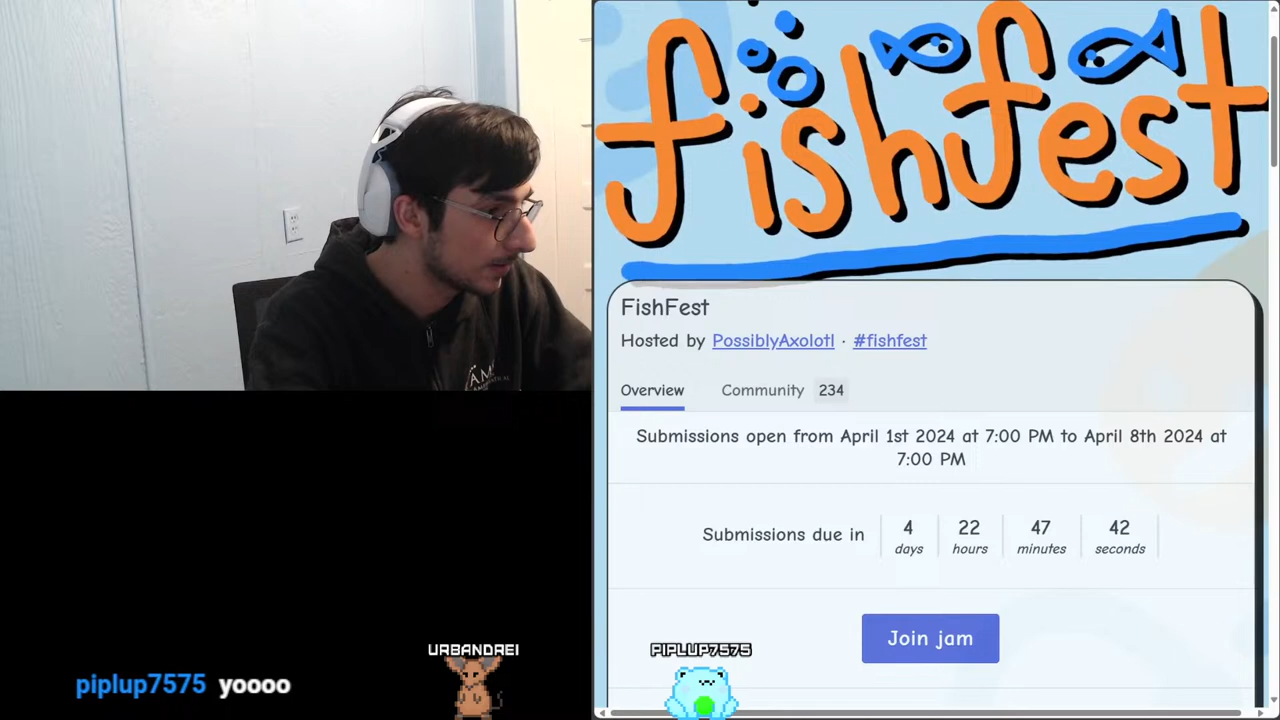 fishfest
FishFest
Hosted by PossiblyAxolotl · #fishfest
Overview Community 234
Submissions open from April 1st 2024 at 7:00 PM to April 8th 2024 at
7:00 PM
Submissions due in 4 days 22 hours 47 minutes 42 seconds
Join jam
URBANDREI
PIPLUP7575
piplup7575 yoooo